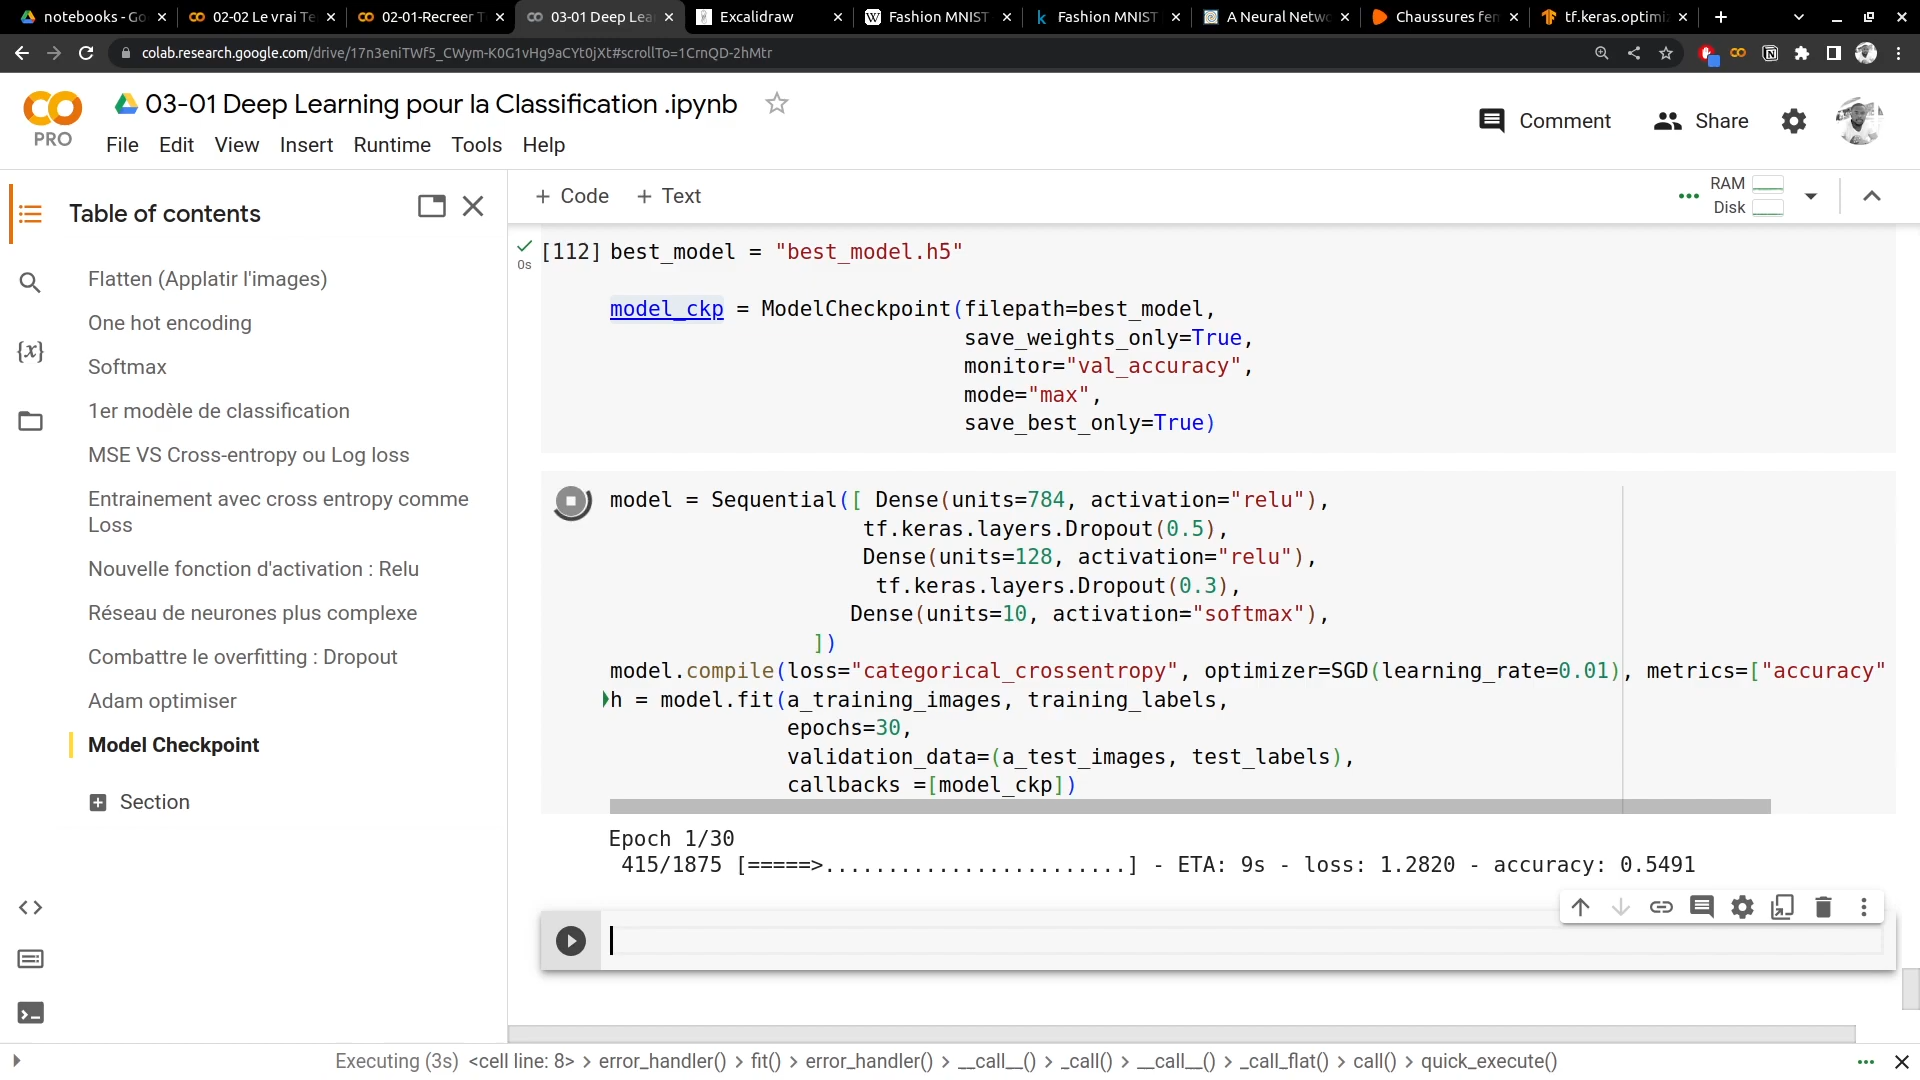 notebooks - Go
02-02 Le vrai Te
02-01-Recreer T
03-01 Deep Lea
Excalidraw
Fashion MNIST
Fashion MNIST
A Neural Netw
Chaussures fe
tf.keras.optim
colab.research.google.com/drive/17n3eniTWf5_CWym-K0G1vHg9aCYt0jXt#scrollTo=1CrnQD-2hMtr
PRO
03-01 Deep Learning pour la Classification .ipynb
File Edit View Insert Runtime Tools Help
Comment
Share
Table of contents
Flatten (Applatir l'images)
One hot encoding
Softmax
1er modèle de classification
MSE VS Cross-entropy ou Log loss
Entrainement avec cross entropy comme
Loss
Nouvelle fonction d'activation : Relu
Réseau de neurones plus complexe
Combattre le overfitting : Dropout
Adam optimiser
Model Checkpoint
Section
+ Code + Text
RAM
Disk
0s
[112] best_model = "best_model.h5"
model_ckp = ModelCheckpoint(filepath=best_model,
save_weights_only=True,
monitor="val_accuracy",
mode="max",
save_best_only=True)
model = Sequential([ Dense(units=784, activation="relu"),
tf.keras.layers.Dropout(0.5),
Dense(units=128, activation="relu"),
tf.keras.layers.Dropout(0.3),
Dense(units=10, activation="softmax"),
])
model.compile(loss="categorical_crossentropy", optimizer=SGD(learning_rate=0.01), metrics=["accuracy"
h = model.fit(a_training_images, training_labels,
epochs=30,
validation_data=(a_test_images, test_labels),
callbacks =[model_ckp])
Epoch 1/30
415/1875 [=====>........................] - ETA: 9s - loss: 1.2820 - accuracy: 0.5491
Executing (3s) <cell line: 8> > error_handler() > fit() > error_handler() > __call__() > _call() > __call__() > _call_flat() > call() > quick_execute()